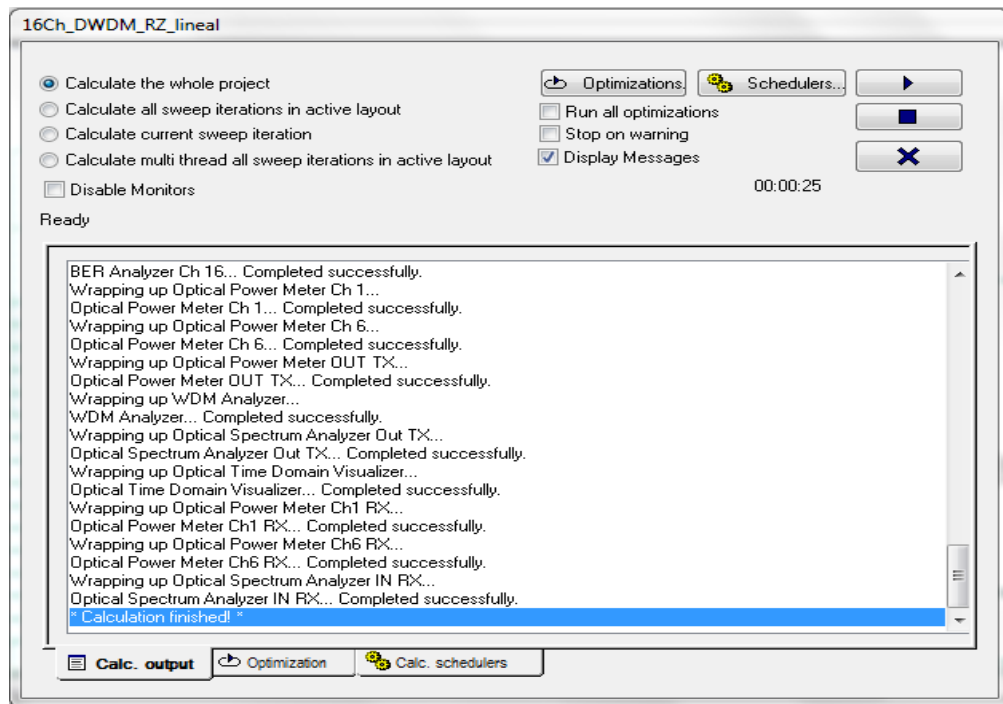 16Ch_DWDM_RZ_lineal
Calculate the whole project
Calculate all sweep iterations in active layout
Calculate current sweep iteration
Calculate multi thread all sweep iterations in active layout
Disable Monitors
Optimizations.
Schedulers...
Run all optimizations
Stop on warning
Display Messages
00:00:25
Ready
BER Analyzer Ch 16... Completed successfully.
Wrapping up Optical Power Meter Ch 1...
Optical Power Meter Ch 1... Completed successfully.
Wrapping up Optical Power Meter Ch 6...
Optical Power Meter Ch 6... Completed successfully.
Wrapping up Optical Power Meter OUT TX...
Optical Power Meter OUT TX... Completed successfully.
Wrapping up WDM Analyzer...
WDM Analyzer... Completed successfully.
Wrapping up Optical Spectrum Analyzer Out TX...
Optical Spectrum Analyzer Out TX... Completed successfully.
Wrapping up Optical Time Domain Visualizer...
Optical Time Domain Visualizer... Completed successfully.
Wrapping up Optical Power Meter Ch1 RX...
Optical Power Meter Ch1 RX... Completed successfully.
Wrapping up Optical Power Meter Ch6 RX...
Optical Power Meter Ch6 RX... Completed successfully.
Wrapping up Optical Spectrum Analyzer IN RX...
Optical Spectrum Analyzer IN RX... Completed successfully.
* Calculation finished! *
Calc. output
Optimization
Calc. schedulers